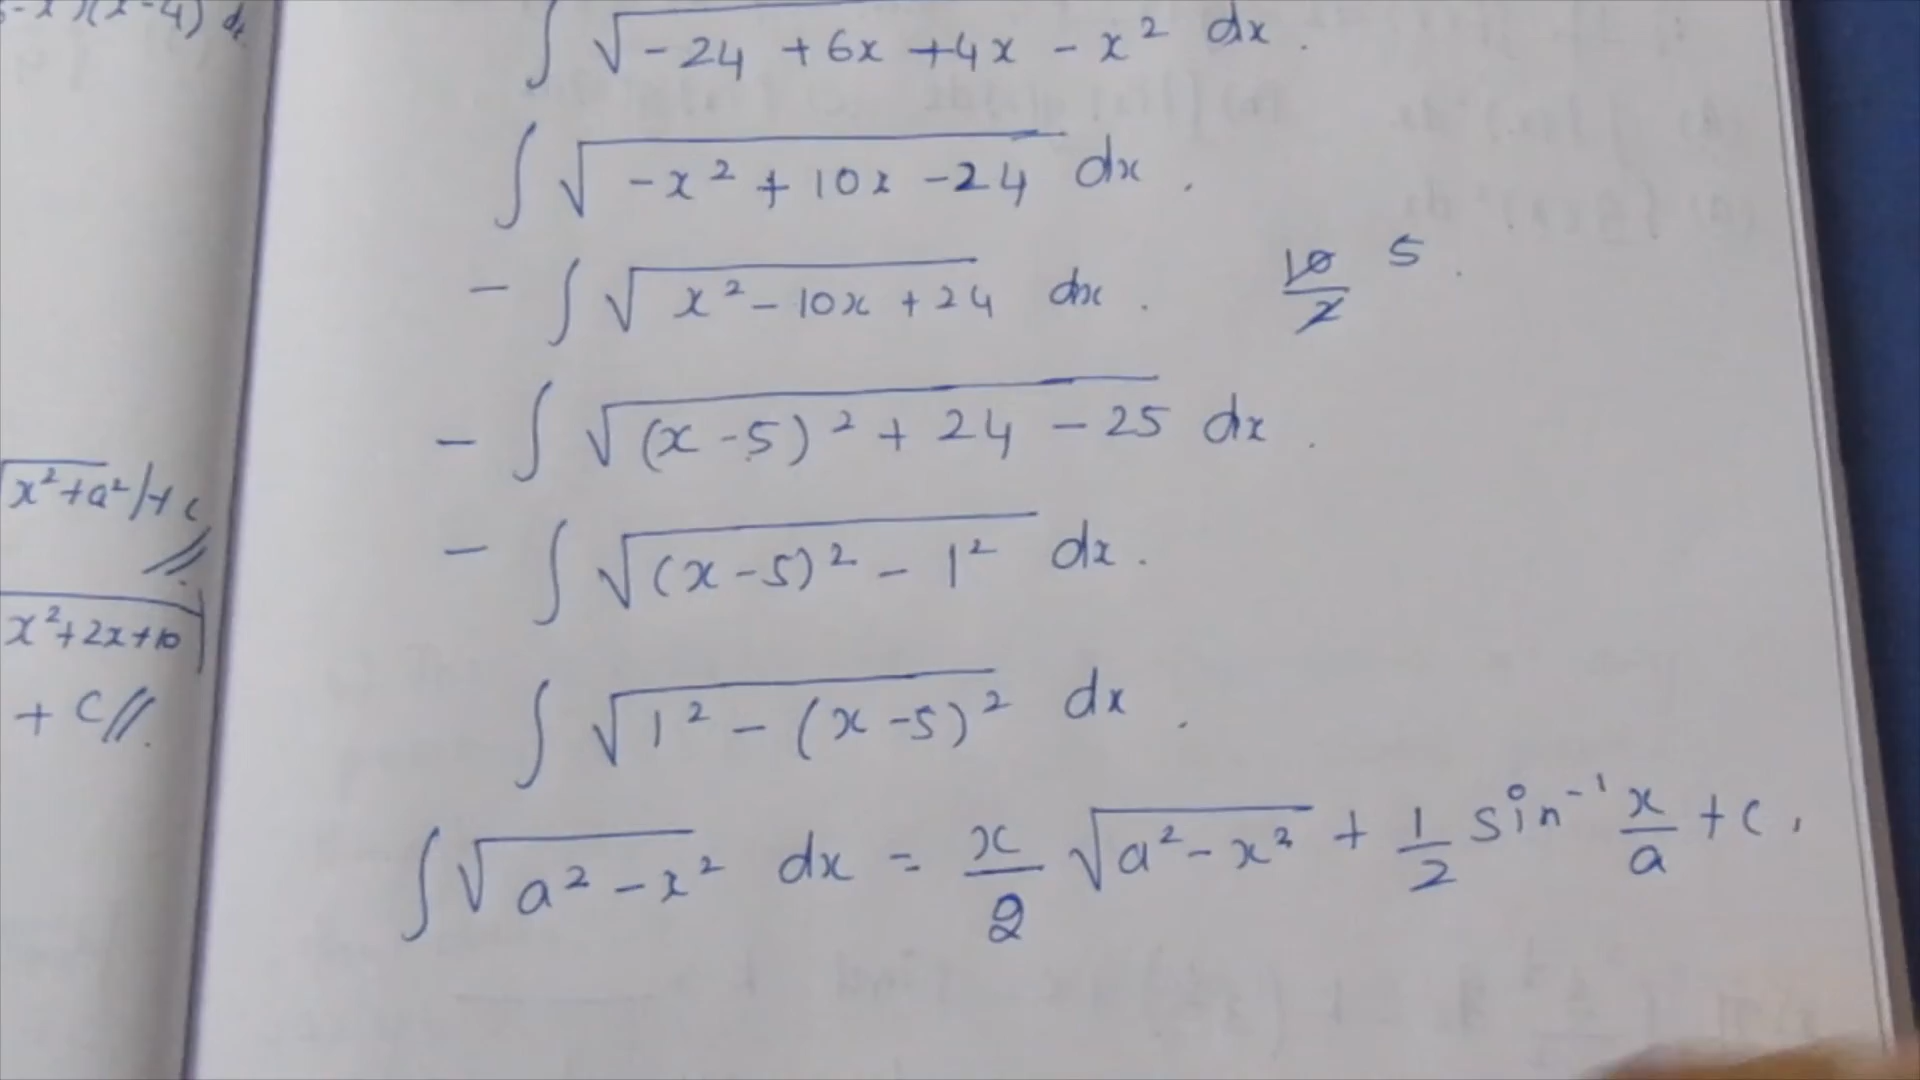 -x)(x-4) dx
x²+a²|+c
x²+2x+10|
+ C//.
∫ √-24 +6x +4x - x² dx.
∫ √-x² + 10x -24 dx.
- ∫ √x² - 10x + 24 dx. 10/2 5.
- ∫ √(x-5)² + 24 - 25 dx.
- ∫ √(x-5)² - 1² dx.
∫ √1² - (x-5)² dx.
∫ √a² - x² dx = x/2 √a² - x² + 1/2 sin⁻¹ x/a + c,